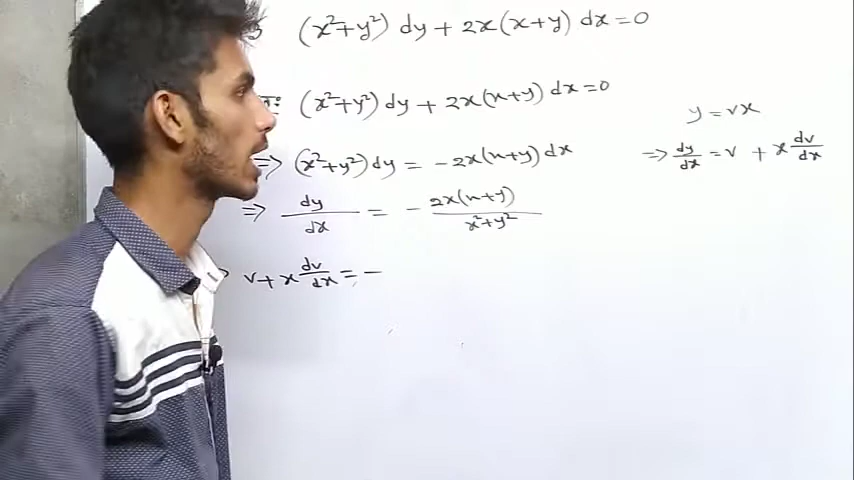 (x²+y²) dy + 2x(x+y) dx = 0
(x²+y²) dy + 2x(x+y) dx = 0
y = vx
⇒ (x²+y²) dy = - 2x(x+y) dx
⇒ dy/dx = v + x dv/dx
⇒ dy/dx = - 2x(x+y)/x²+y²
v + x dv/dx = -